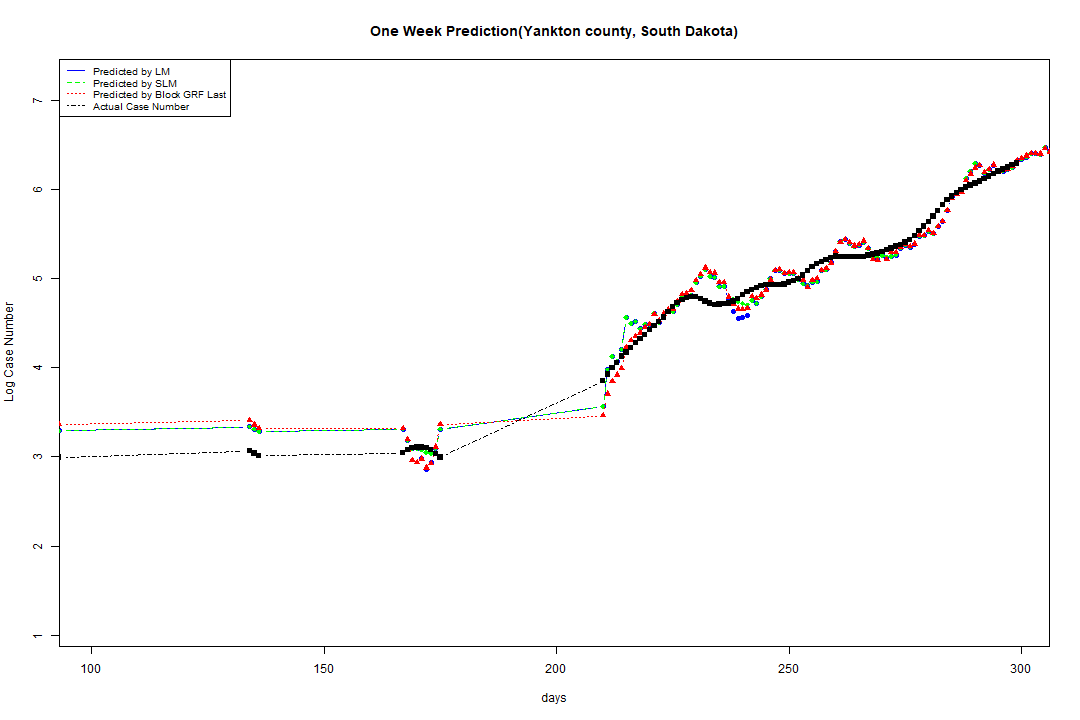 One Week Prediction(Yankton county, South Dakota)
Predicted by LM
Predicted by SLM
Predicted by Block GRF Last
Actual Case Number
Log Case Number
7
6
5
4
3
2
1
100 150 200 250 300
days